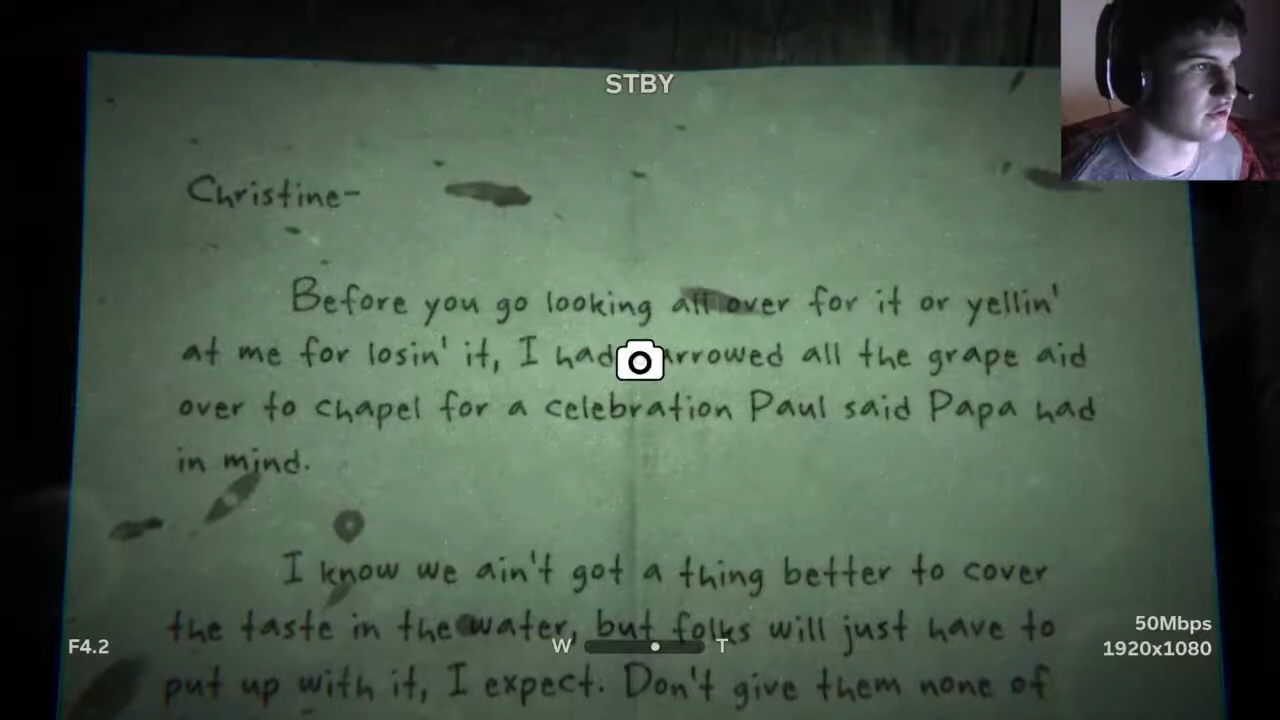 STBY
Christine-
Before you go looking all over for it or yellin'
at me for losin' it, I had arrowed all the grape aid
over to chapel for a celebration Paul said Papa had
in mind.
I know we ain't got a thing better to cover
the taste in the water, but folks will just have to
put up with it, I expect. Don't give them none of
F4.2
W T
50Mbps
1920x1080